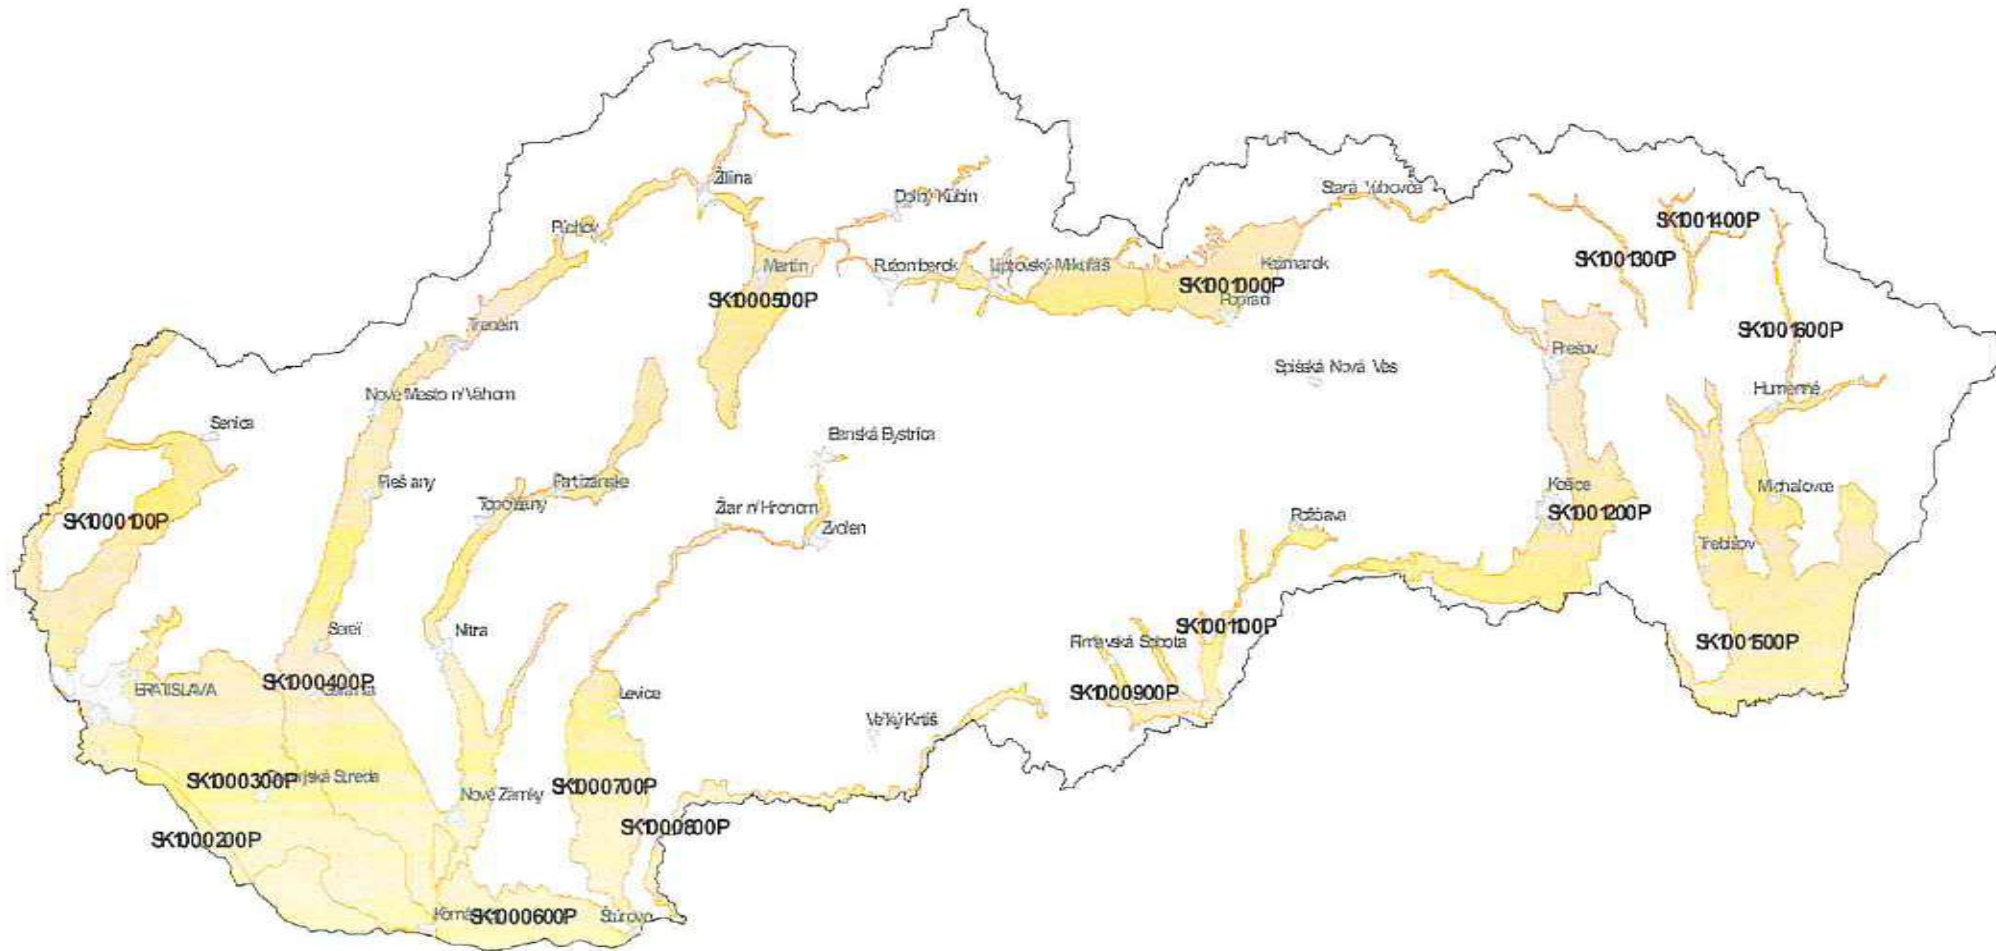 Žilina
Stará Ľubovňa
Dolný Kubín
SK1001400P
Púchov
SK1001300P
Martin
Ružomberok
Liptovský Mikuláš
Kežmarok
SK1000500P
SK1001000P
Poprad
Trenčín
SK1001600P
Prešov
Spišská Nová Ves
Nové Mesto n/Váhom
Humenné
Senica
Banská Bystrica
Piešťany
Partizánske
Košice
Michalovce
Topoľčany
Žiar n/Hronom
Zvolen
Rožňava
SK1000100P
SK1001200P
Trebišov
Sereď
Nitra
SK1001100P
Rimavská Sobota
SK1001500P
BRATISLAVA
SK1000400P
Galanta
Levice
SK1000900P
Veľký Krtíš
SK1000300P
Streda
Nové Zámky
SK1000700P
SK1000200P
SK1000800P
SK1000600P
Štúrovo